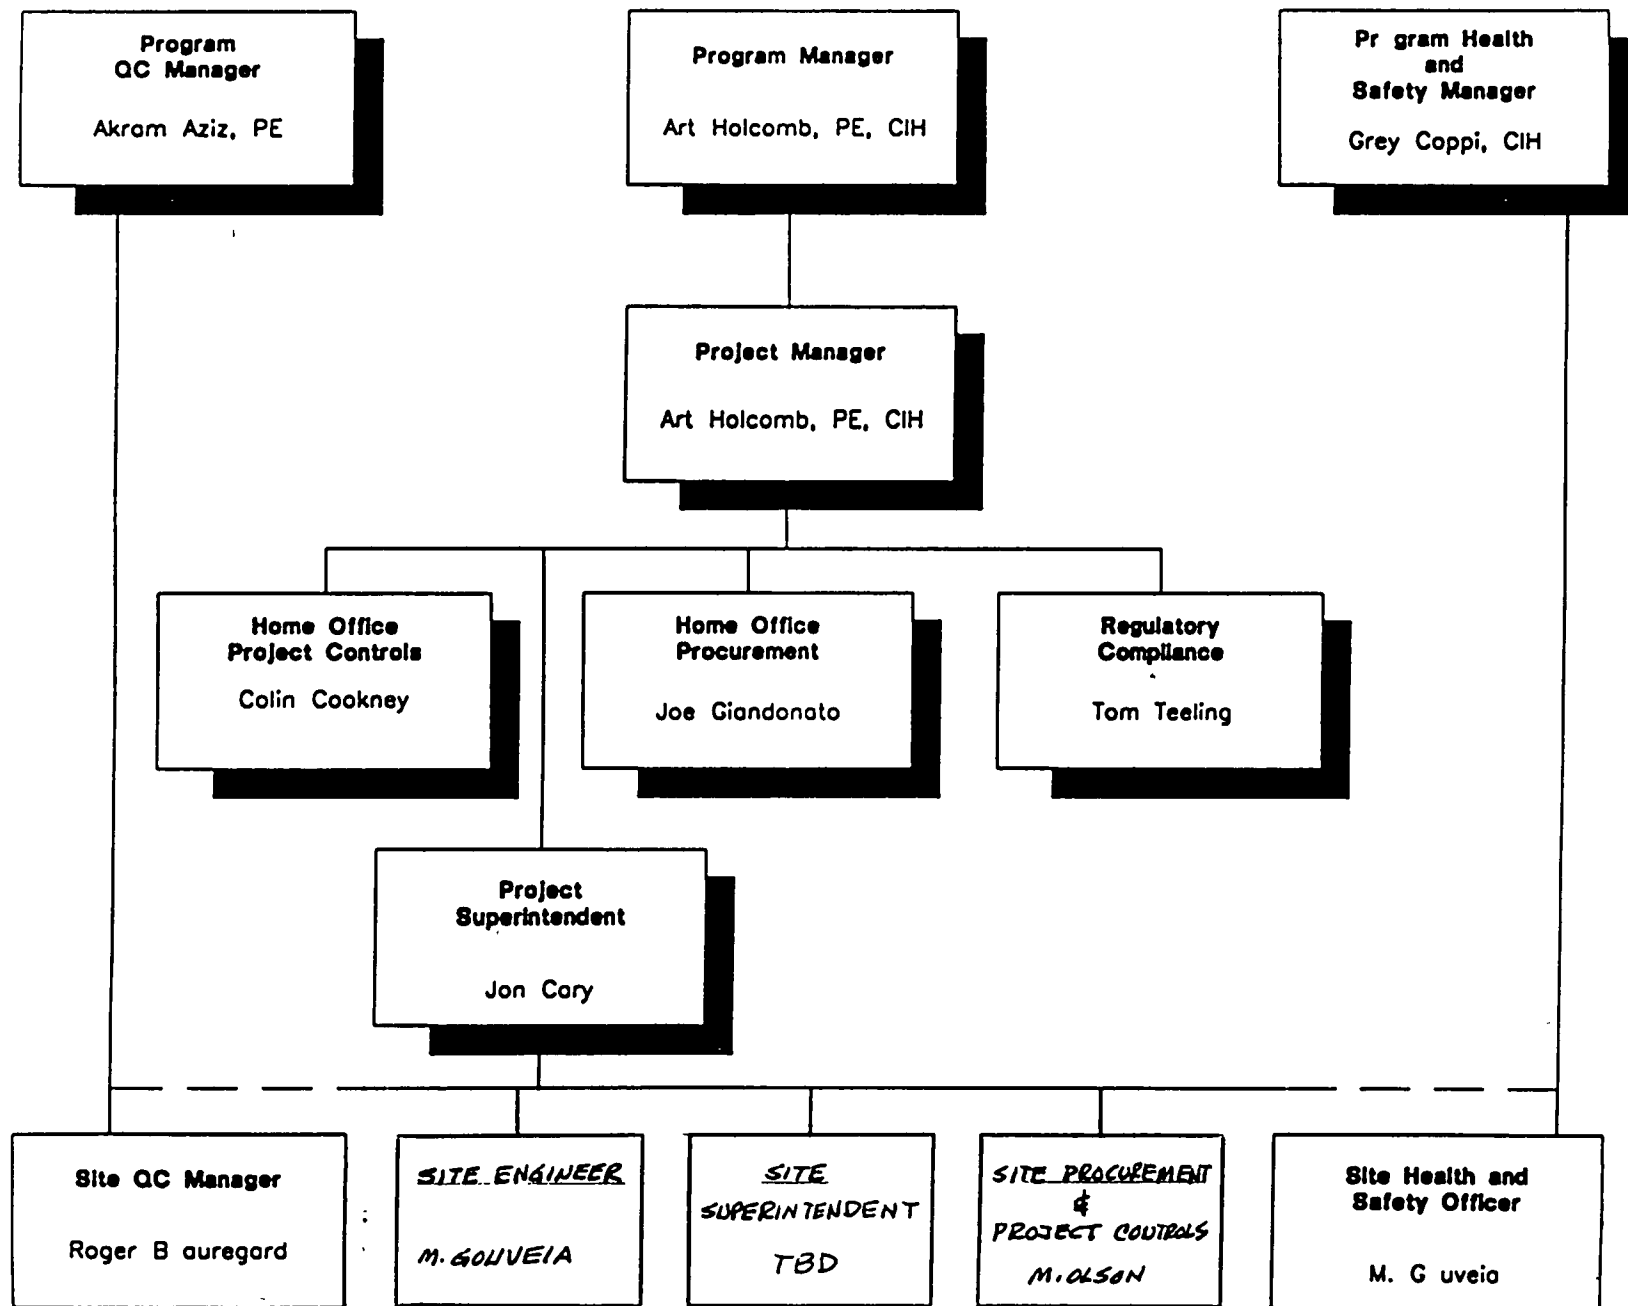 Program
QC Manager
Akram Aziz, PE
Program Manager
Art Holcomb, PE, CIH
Pr gram Health
and
Safety Manager
Grey Coppi, CIH
Project Manager
Art Holcomb, PE, CIH
Home Office
Project Controls
Colin Cookney
Home Office
Procurement
Joe Giandonato
Regulatory
Compliance
Tom Teeling
Project
Superintendent
Jon Cary
Site QC Manager
Roger B auregard
SITE ENGINEER
M. GOUVEIA
SITE
SUPERINTENDENT
TBD
SITE PROCUREMENT
&
PROJECT CONTROLS
M. OLSON
Site Health and
Safety Officer
M. G uveia